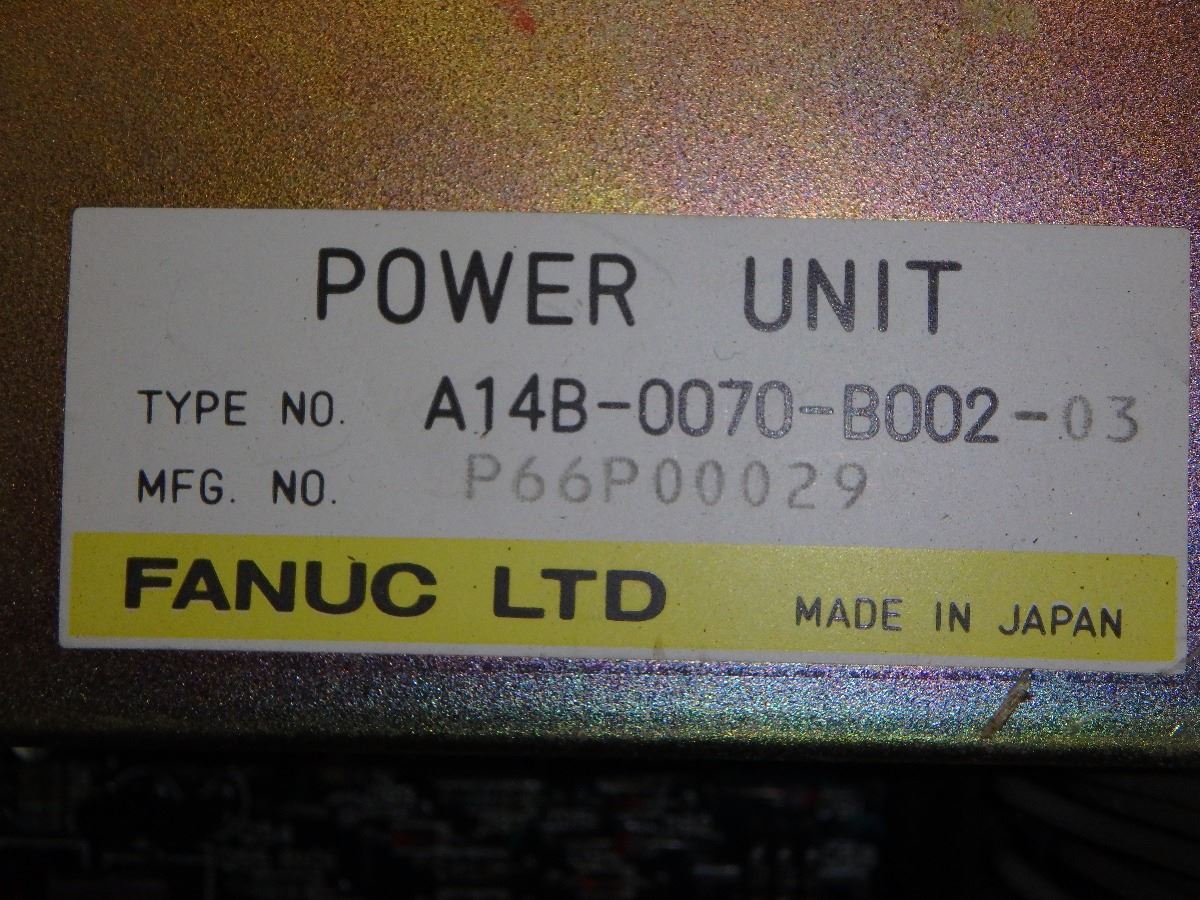 POWER UNIT
TYPE NO. A14B-0070-B002-03
MFG. NO. P66P00029
FANUC LTD MADE IN JAPAN